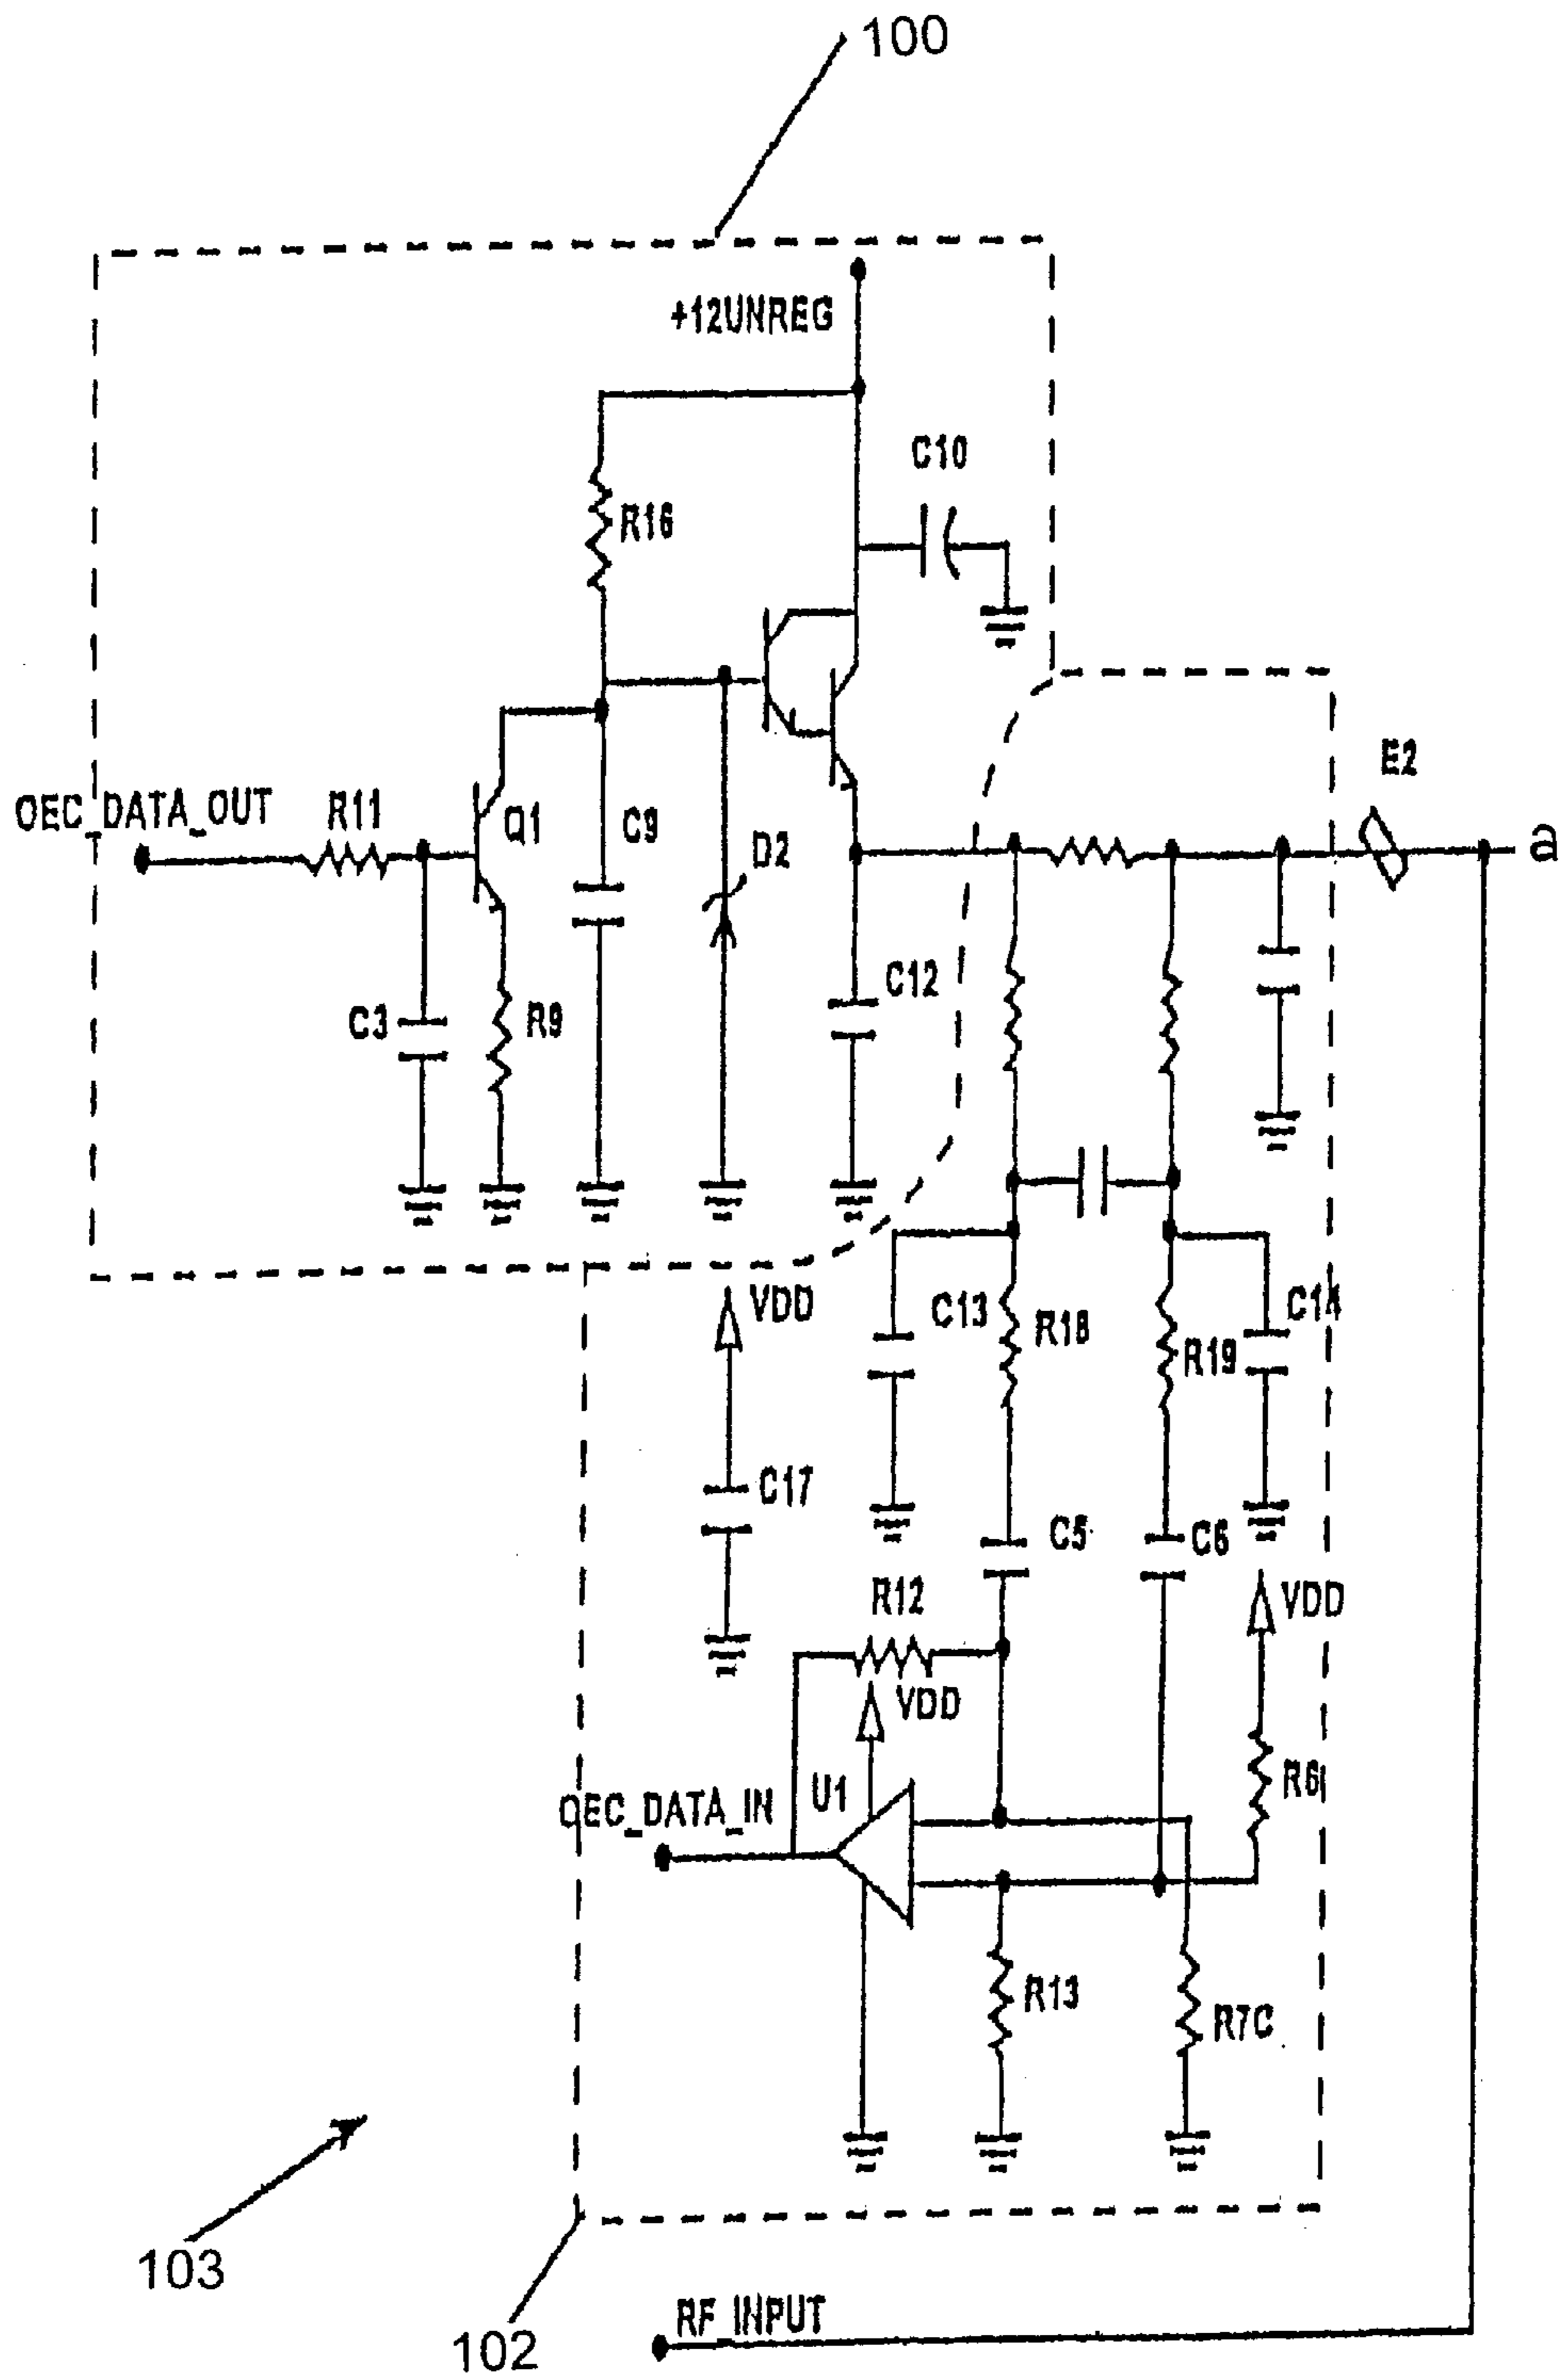 100
+12UNREG
C10
R16
E2
OEC_DATA_OUT
R11
Q1
C9
D2
a
C3
R9
C12
VDD
C13
R18
C14
R19
C17
C5
C6
R12
VDD
VDD
U1
R6
OEC_DATA_IN
R13
R7C
103
RF_INPUT
102